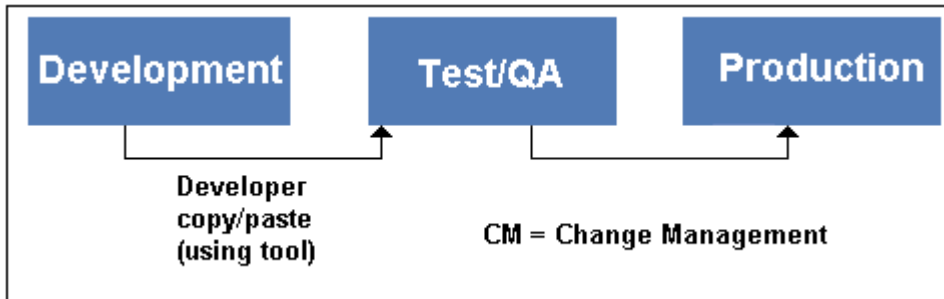 Development
Test/QA
Production
Developer
copy/paste
(using tool)
CM = Change Management